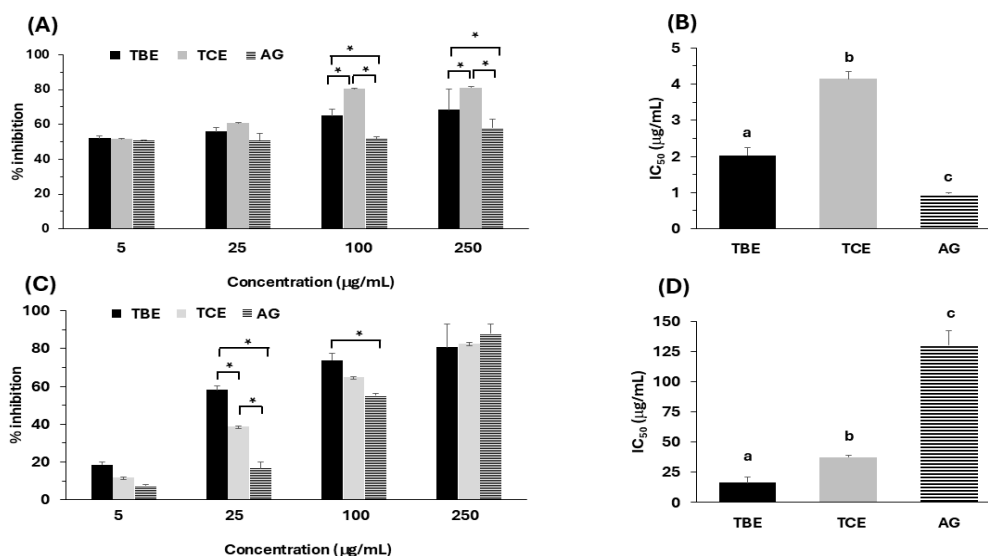 (A)
TBE TCE AG
% inhibition
100
80
60
40
20
0
* * *
* * *
5 25 100 250
Concentration (µg/mL)
(B)
IC50 (µg/mL)
5
4
3
2
1
0
a b c
TBE TCE AG
(C)
TBE TCE AG
% inhibition
100
80
60
40
20
0
* * *
*
5 25 100 250
Concentration (µg/mL)
(D)
IC50 (µg/mL)
150
125
100
75
50
25
0
a b c
TBE TCE AG